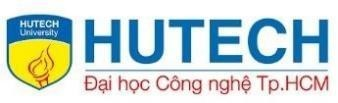 HUTECH
University
HUTECH
Đại học Công nghệ Tp.HCM